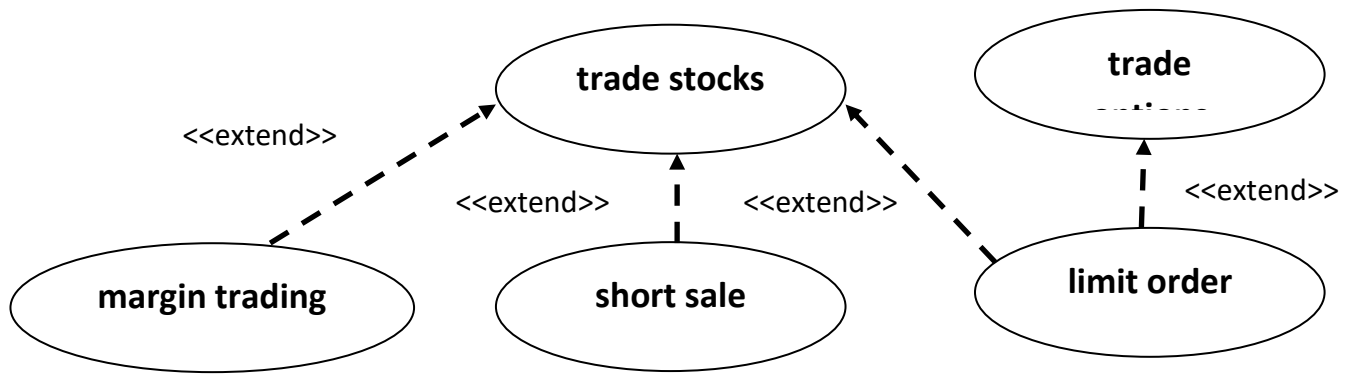 trade stocks
trade
<<extend>>
<<extend>>
<<extend>>
<<extend>>
margin trading
short sale
limit order